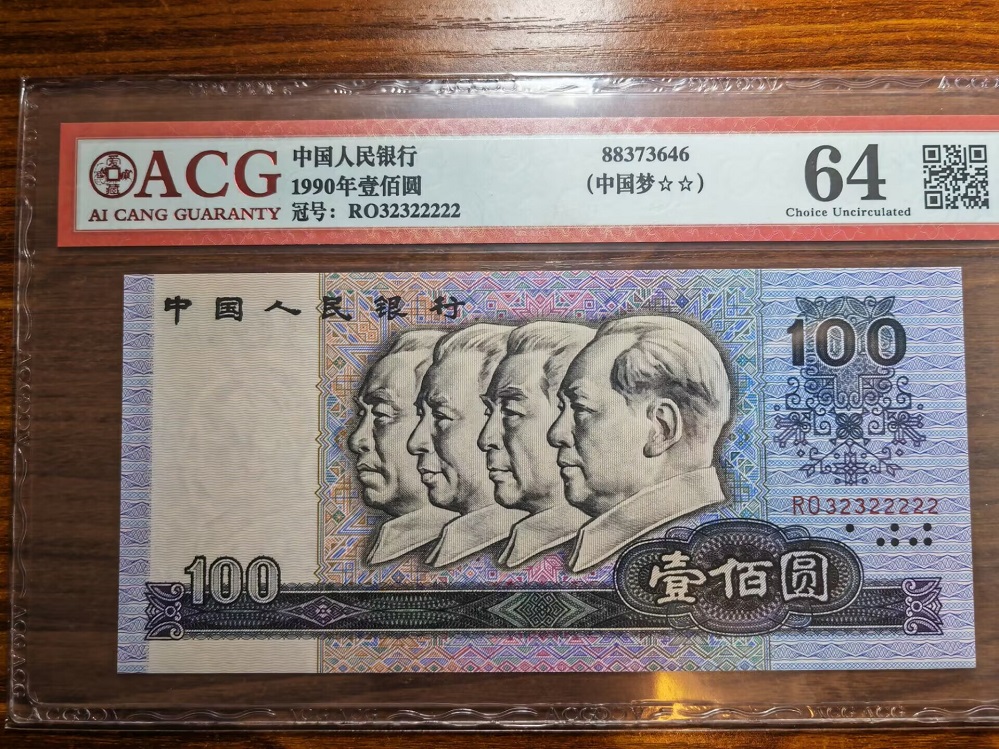 ACG
AI CANG GUARANTY
中国人民银行
1990年壹佰圆
冠号：RO32322222
88373646
（中国梦☆☆）
64
Choice Uncirculated
中国人民银行
100
RO32322222
100
壹佰圆